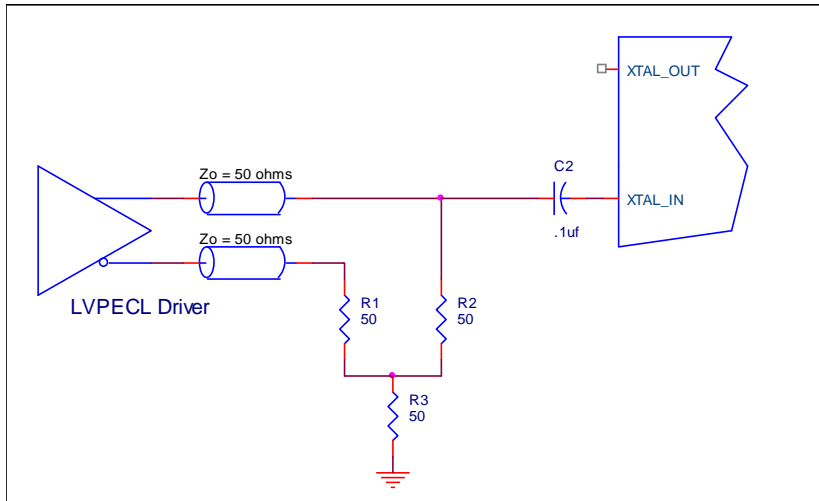 XTAL_OUT
C2
Zo = 50 ohms
XTAL_IN
.1uf
Zo = 50 ohms
LVPECL Driver
R1
50
R2
50
R3
50